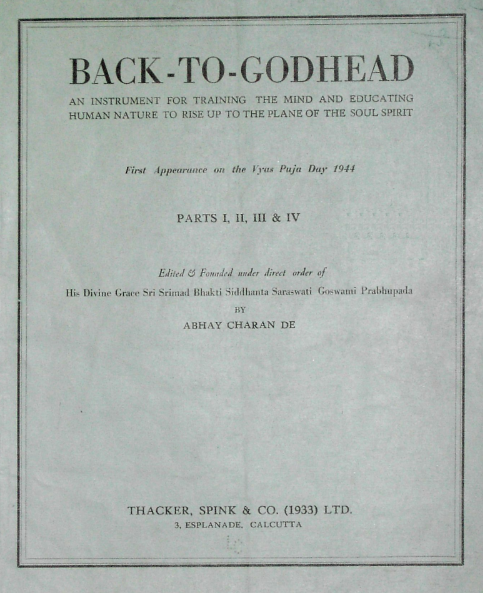 BACK-TO-GODHEAD
AN INSTRUMENT FOR TRAINING THE MIND AND EDUCATING
HUMAN NATURE TO RISE UP TO THE PLANE OF THE SOUL SPIRIT
First Appearance on the Vyas Puja Day 1944
PARTS I, II, III & IV
Edited & Founded under direct order of
His Divine Grace Sri Srimad Bhakti Siddhanta Saraswati Goswami Prabhupada
BY
ABHAY CHARAN DE
THACKER, SPINK & CO. (1933) LTD.
3, ESPLANADE, CALCUTTA